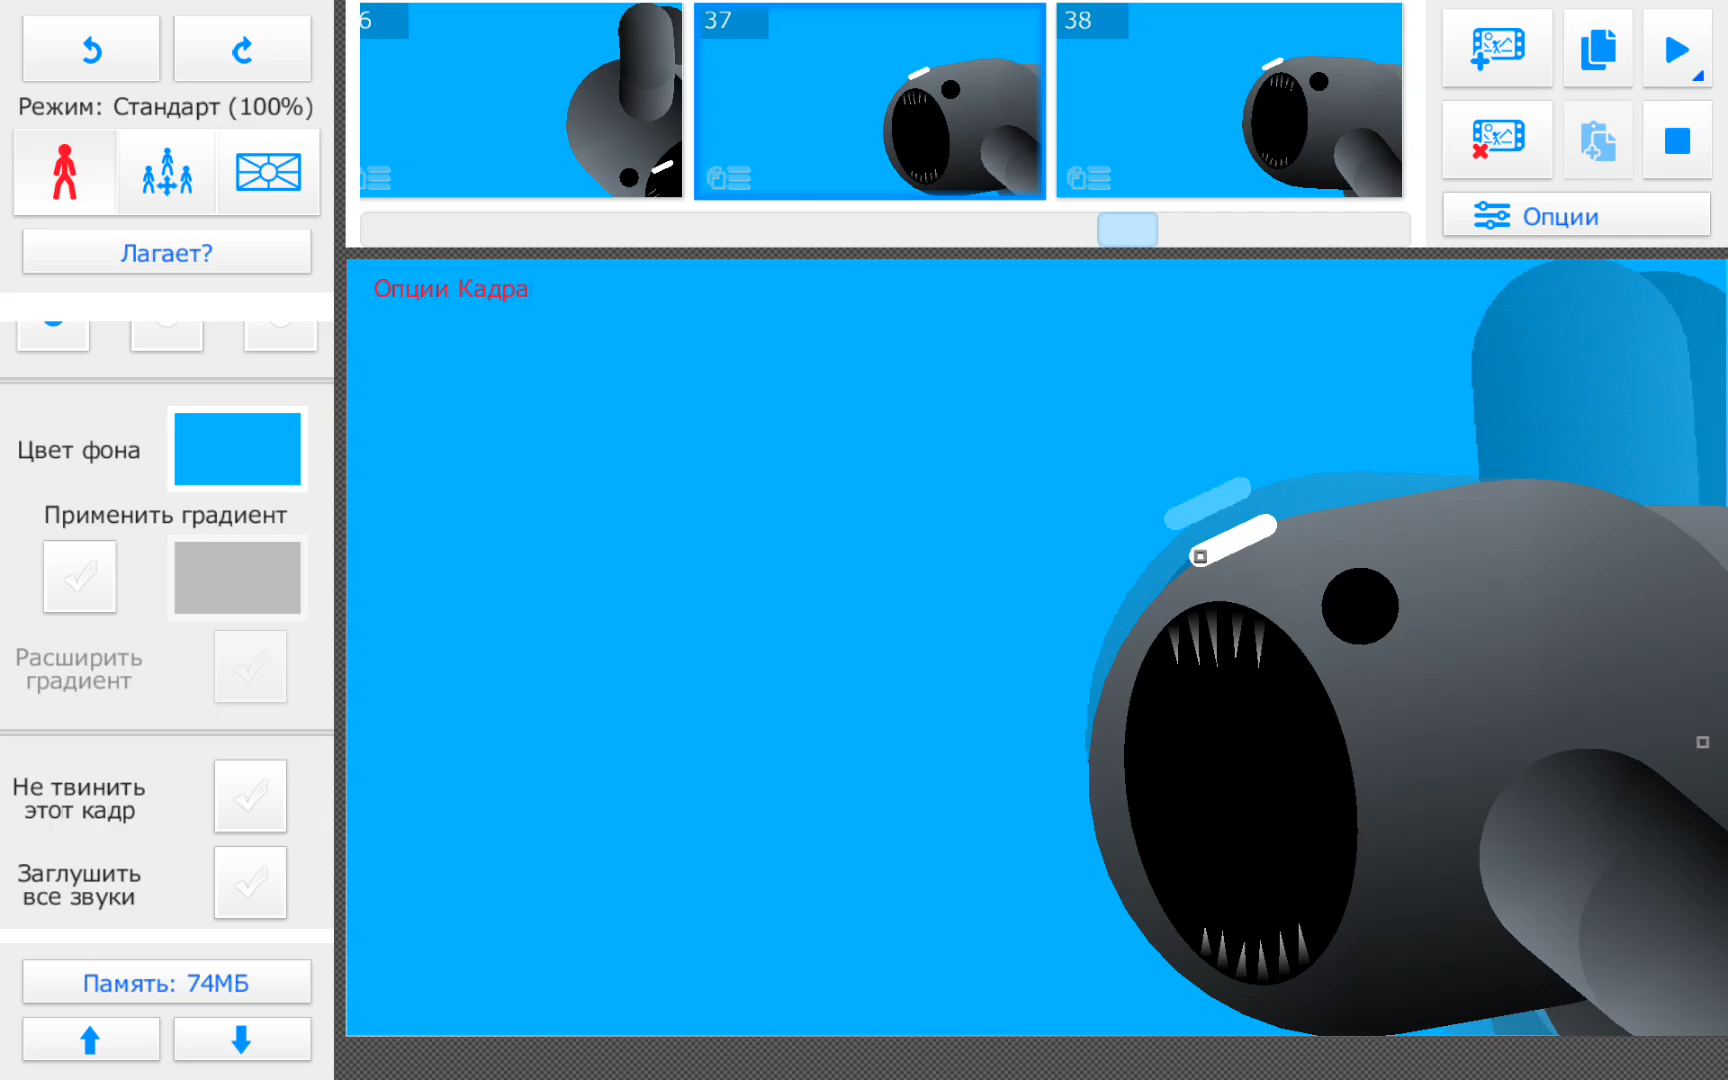 Режим: Стандарт (100%)
Лагает?
6
37
38
Опции
Опции Кадра
Цвет фона
Применить градиент
Расширить
градиент
Не твинить
этот кадр
Заглушить
все звуки
Память: 74МБ